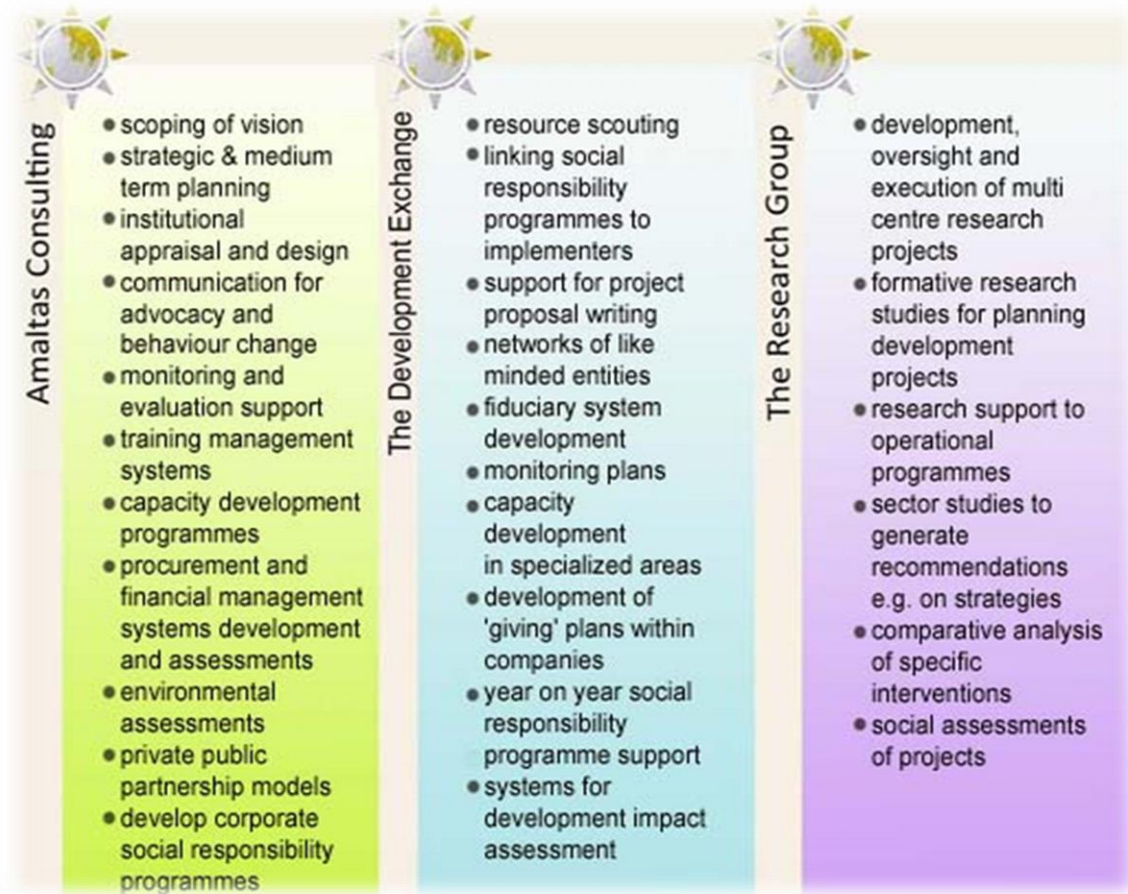 Amaltas Consulting
• scoping of vision
• strategic & medium
term planning
• institutional
appraisal and design
• communication for
advocacy and
behaviour change
• monitoring and
evaluation support
• training management
systems
• capacity development
programmes
• procurement and
financial management
systems development
and assessments
• environmental
assessments
• private public
partnership models
• develop corporate
social responsibility
programmes
The Development Exchange
• resource scouting
• linking social
responsibility
programmes to
implementers
• support for project
proposal writing
• networks of like
minded entities
• fiduciary system
development
• monitoring plans
• capacity
development
in specialized areas
• development of
'giving' plans within
companies
• year on year social
responsibility
programme support
• systems for
development impact
assessment
The Research Group
• development,
oversight and
execution of multi
centre research
projects
• formative research
studies for planning
development
projects
• research support to
operational
programmes
• sector studies to
generate
recommendations
e.g. on strategies
• comparative analysis
of specific
interventions
• social assessments
of projects